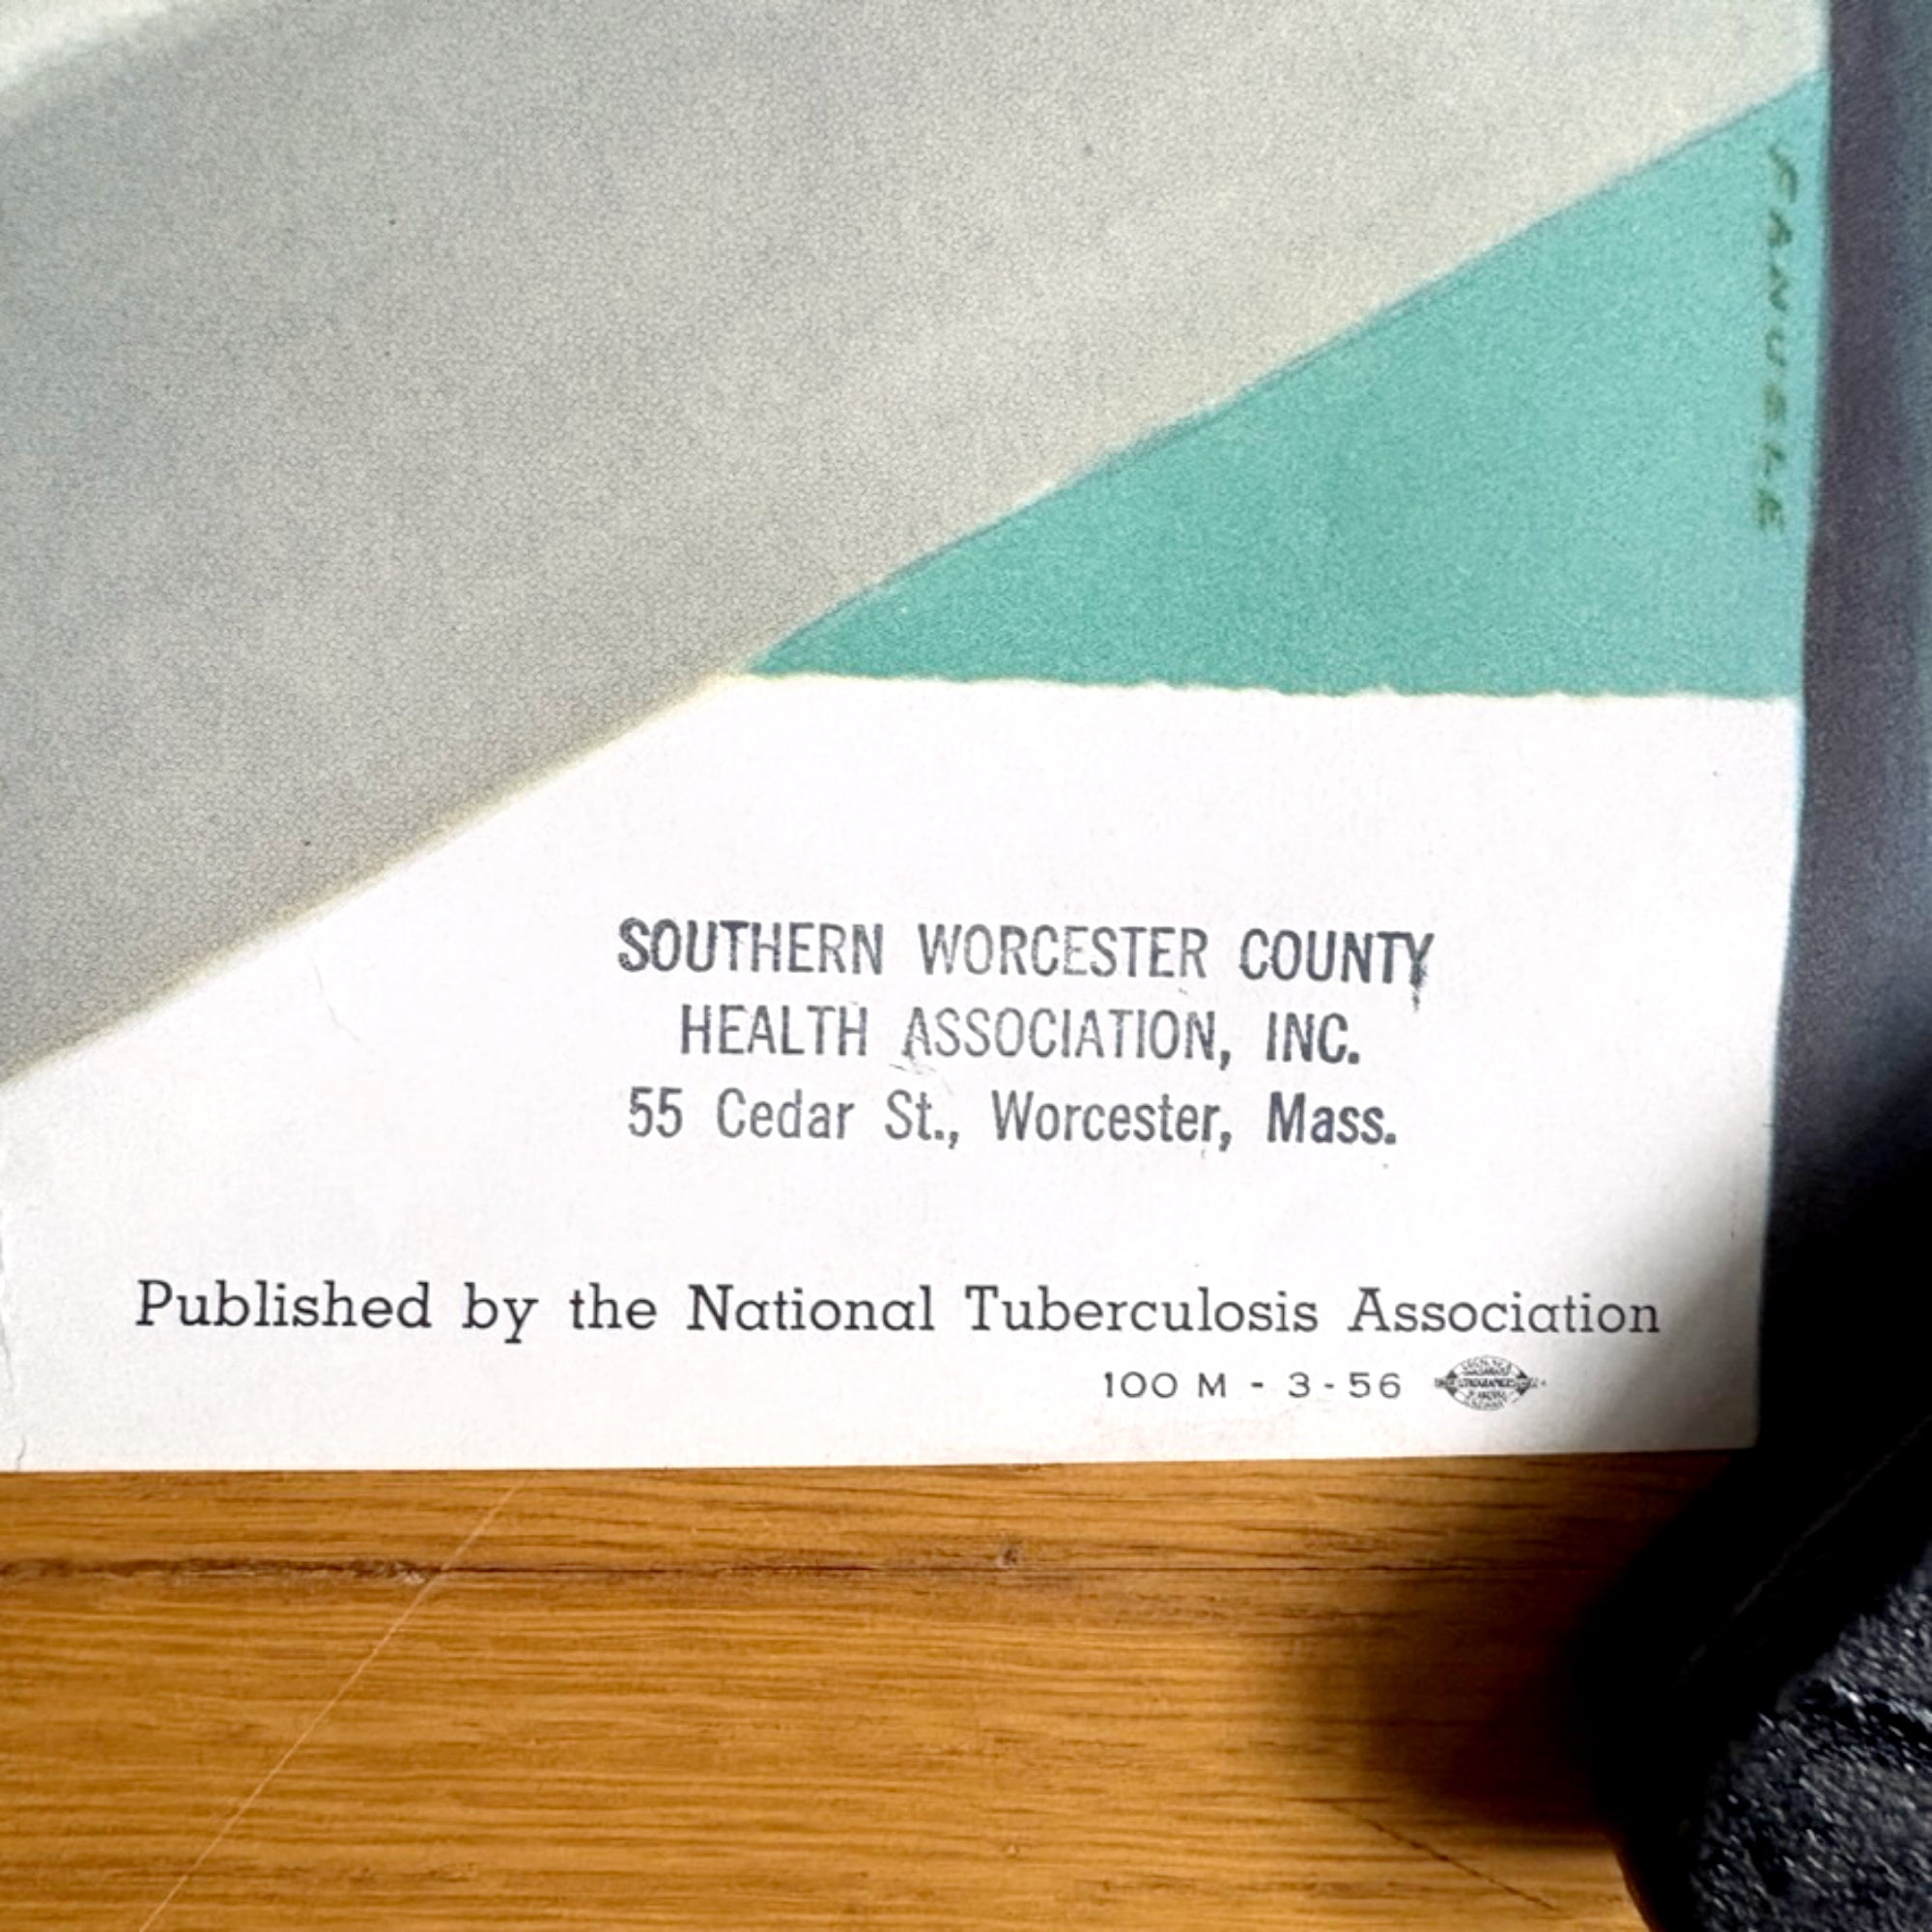 FANUELE
SOUTHERN WORCESTER COUNTY
HEALTH ASSOCIATION, INC.
55 Cedar St., Worcester, Mass.
Published by the National Tuberculosis Association
100 M - 3-56